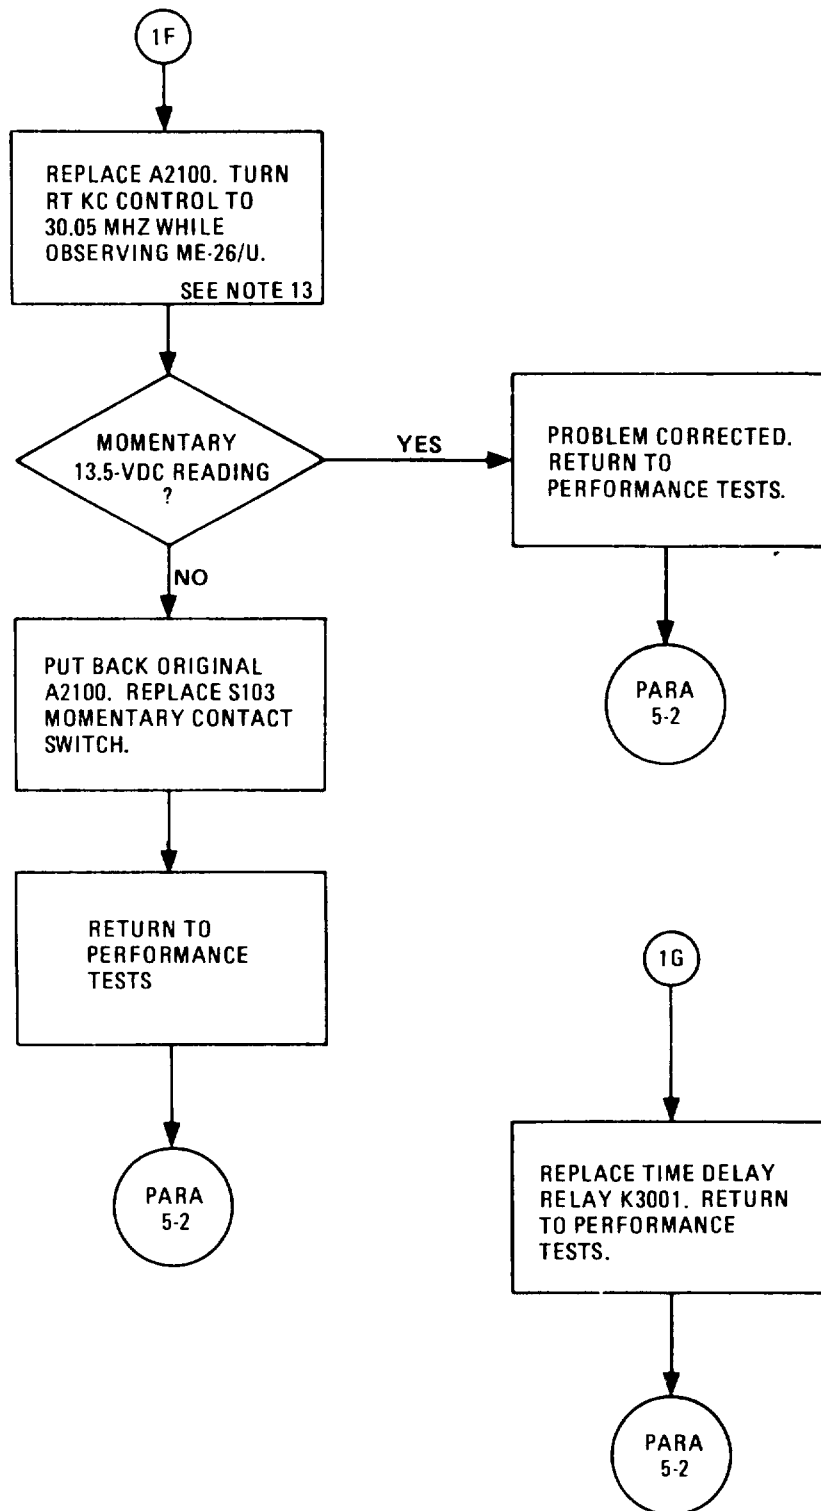 1F
REPLACE A2100. TURN
RT KC CONTROL TO
30.05 MHZ WHILE
OBSERVING ME-26/U.
SEE NOTE 13
MOMENTARY
13.5-VDC READING
?
YES
PROBLEM CORRECTED.
RETURN TO
PERFORMANCE TESTS.
PARA
5-2
NO
PUT BACK ORIGINAL
A2100. REPLACE S103
MOMENTARY CONTACT
SWITCH.
RETURN TO
PERFORMANCE
TESTS
PARA
5-2
1G
REPLACE TIME DELAY
RELAY K3001. RETURN
TO PERFORMANCE
TESTS.
PARA
5-2